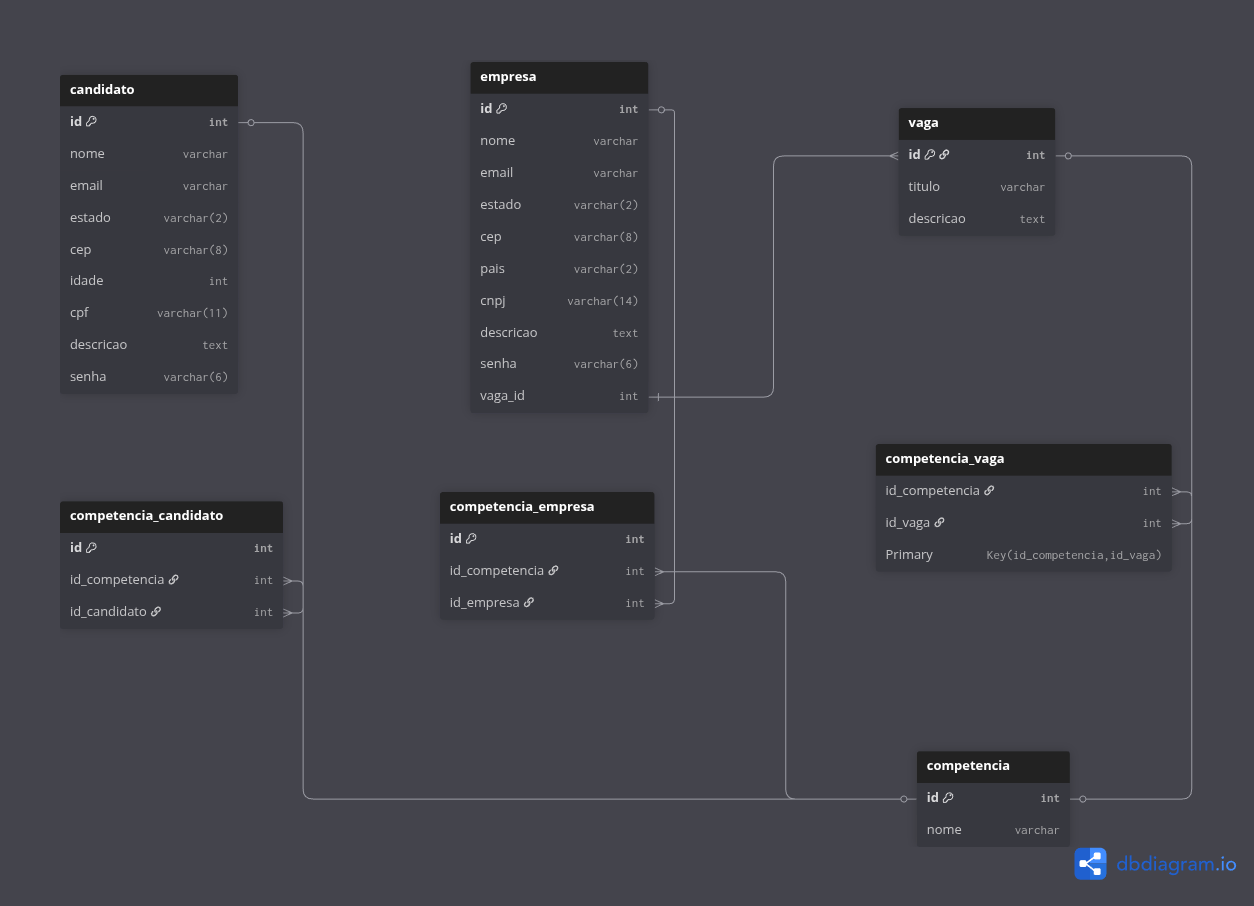 candidato
id int
nome varchar
email varchar
estado varchar(2)
cep varchar(8)
idade int
cpf varchar(11)
descricao text
senha varchar(6)
empresa
id int
nome varchar
email varchar
estado varchar(2)
cep varchar(8)
pais varchar(2)
cnpj varchar(14)
descricao text
senha varchar(6)
vaga_id int
vaga
id int
titulo varchar
descricao text
competencia_candidato
id int
id_competencia int
id_candidato int
competencia_empresa
id int
id_competencia int
id_empresa int
competencia_vaga
id_competencia int
id_vaga int
Primary Key(id_competencia,id_vaga)
competencia
id int
nome varchar
dbdiagram.io